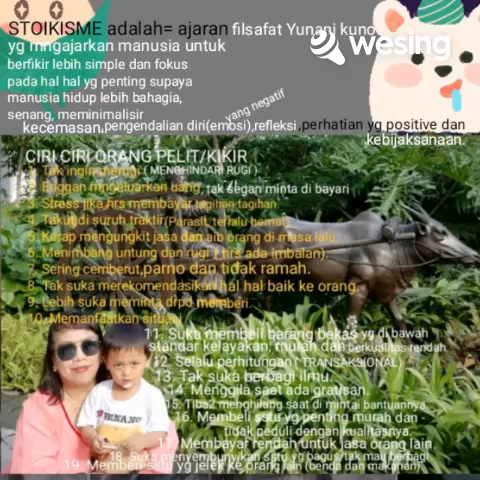 STOIKISME adalah= ajaran filsafat Yunani kuno
yg mngajarkan manusia untuk
wesing
berfikir lebih simple dan fokus
pada hal hal yg penting supaya
manusia hidup lebih bahagia,
senang, meminimalisir
yang negatif
kecemasan,pengendalian diri(emosi),refleksi,perhatian yg positive dan
kebijaksanaan.
CIRI CIRI ORANG PELIT/KIKIR
1. Tak ingin merugi ( MENGHINDARI RUGI )
2. Enggan mngaluarkan uang, tak segan minta di bayari
3. Stress jika hrs membayar tagihan tagihan.
4. Takut di suruh traktir(Parasit, terlalu hemat).
5. Kerap mengungkit jasa dan aib orang di masa lalu.
6. Menimbang untung dan rugi ( hrs ada imbalan).
7. Sering cemberut,parno dan tidak ramah.
8. Tak suka merekomendasikan hal hal baik ke orang.
9. Lebih suka meminta drpd memberi.
10. Memanfaatkan situasi
11. Suka membeli barang bekas yg di bawah
standar kelayakan, murah dan berkualitas rendah.
12. Selalu perhitungan ( TRANSAKSIONAL)
13. Tak suka berbagi ilmu.
14. Menggila saat ada gratisan.
15. Tiba2 menghilang saat di mintai bantuannya
16. Membeli sstu yg penting murah dan -
tidak peduli dengan kualitasnya.
17. Membayar rendah untuk jasa orang lain.
18. Suka menyembunyikan sstu yg bagus/tak mau berbagi
19. Memberi sstu yg jelek ke orang lain (benda dan makanan)
PENANG